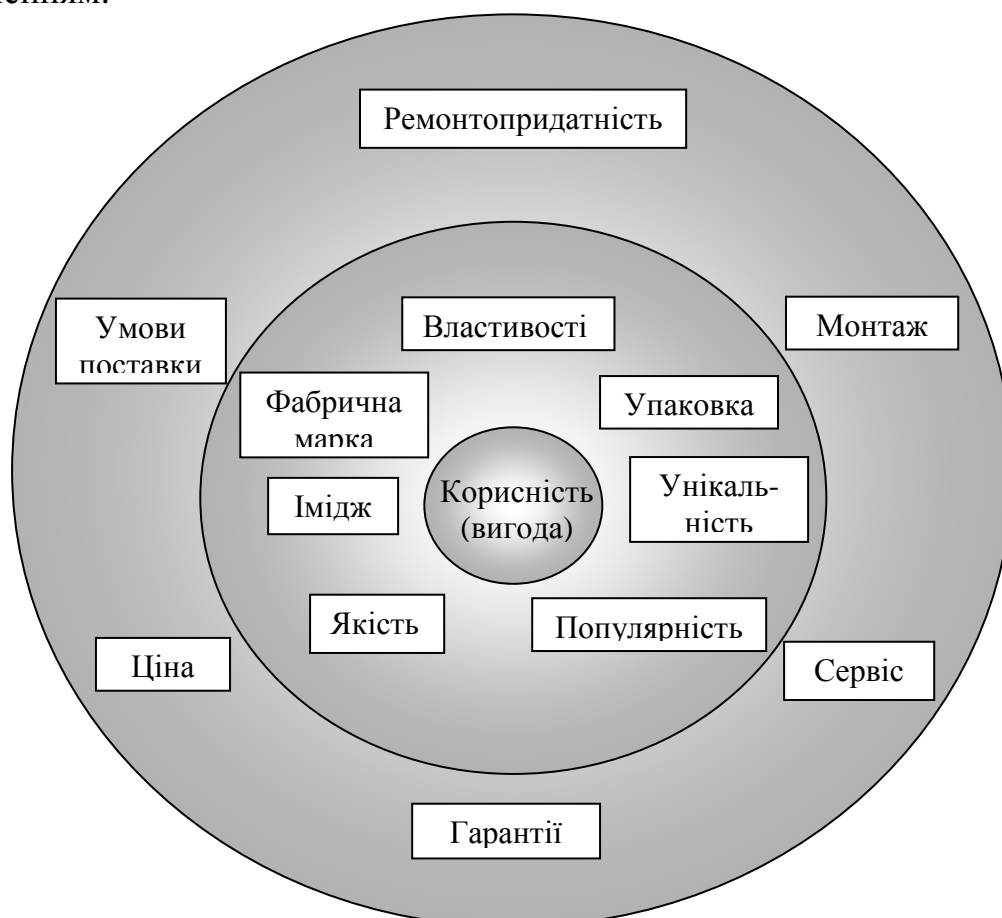 Ремонтопридатність
Умови
поставки
Монтаж
Властивості
Фабрична
марка
Упаковка
Імідж
Корисність
(вигода)
Унікаль-
ність
Якість
Популярність
Ціна
Сервіс
Гарантії